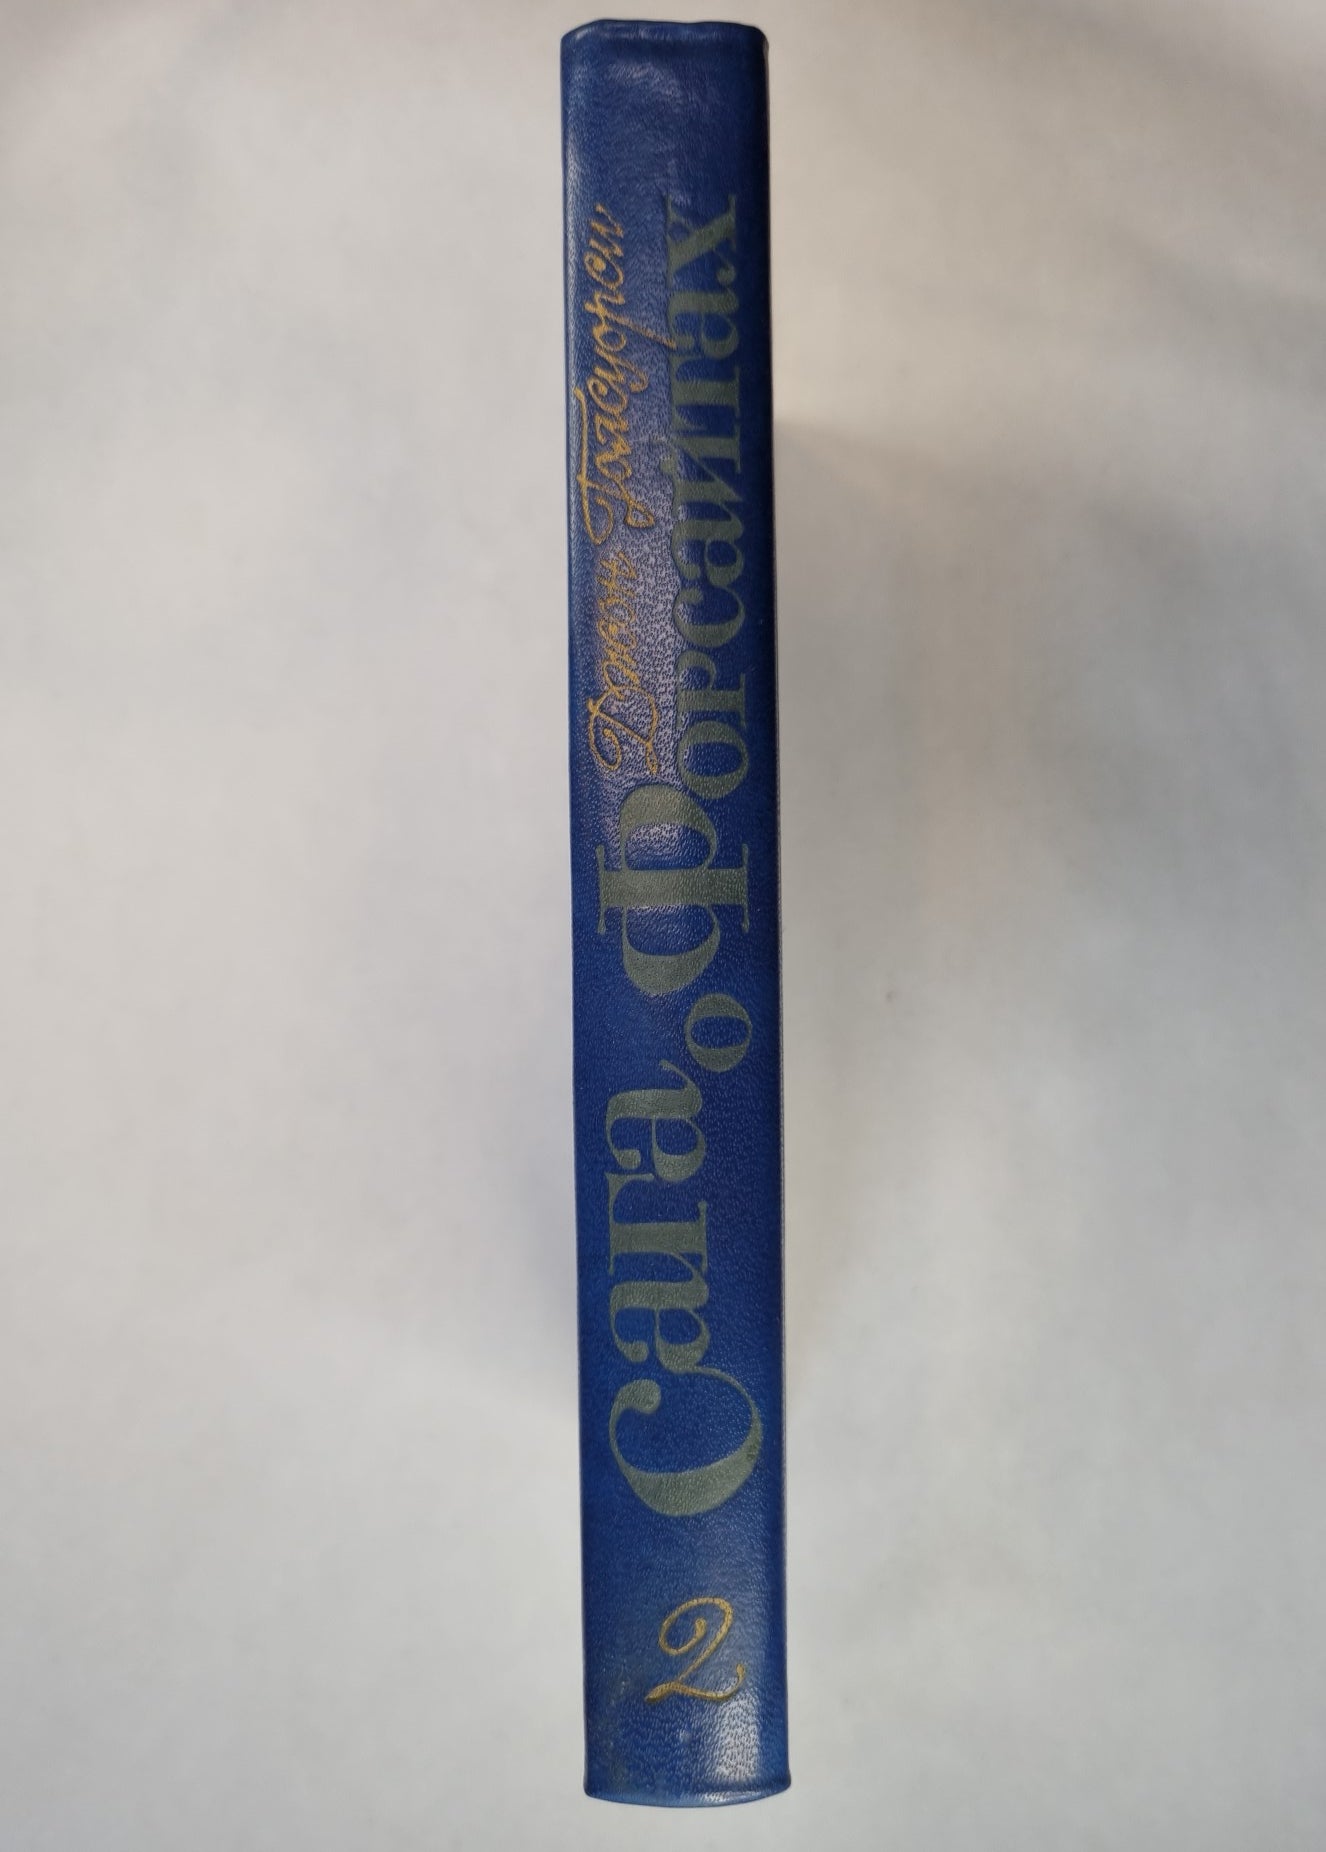 Джон Голсуорси
Сага о Форсайтах
2